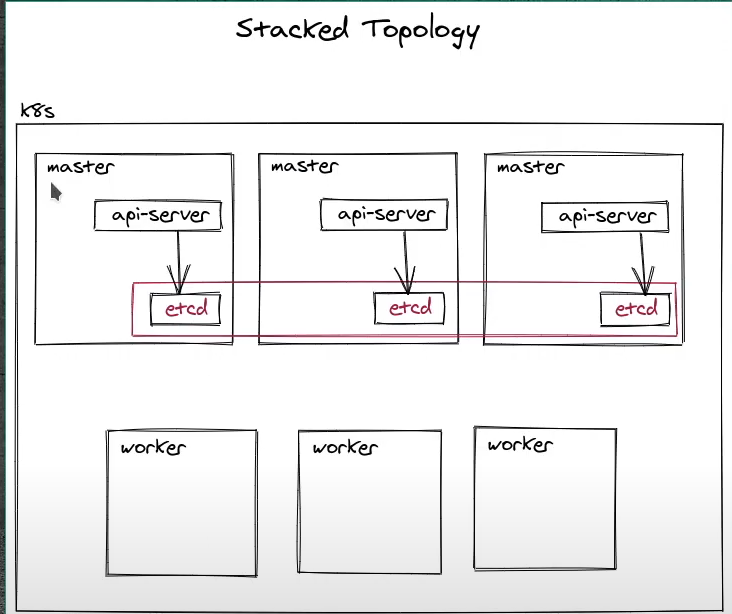 Stacked Topology
k8s
master master master
api-server api-server api-server
etcd etcd etcd
worker worker worker